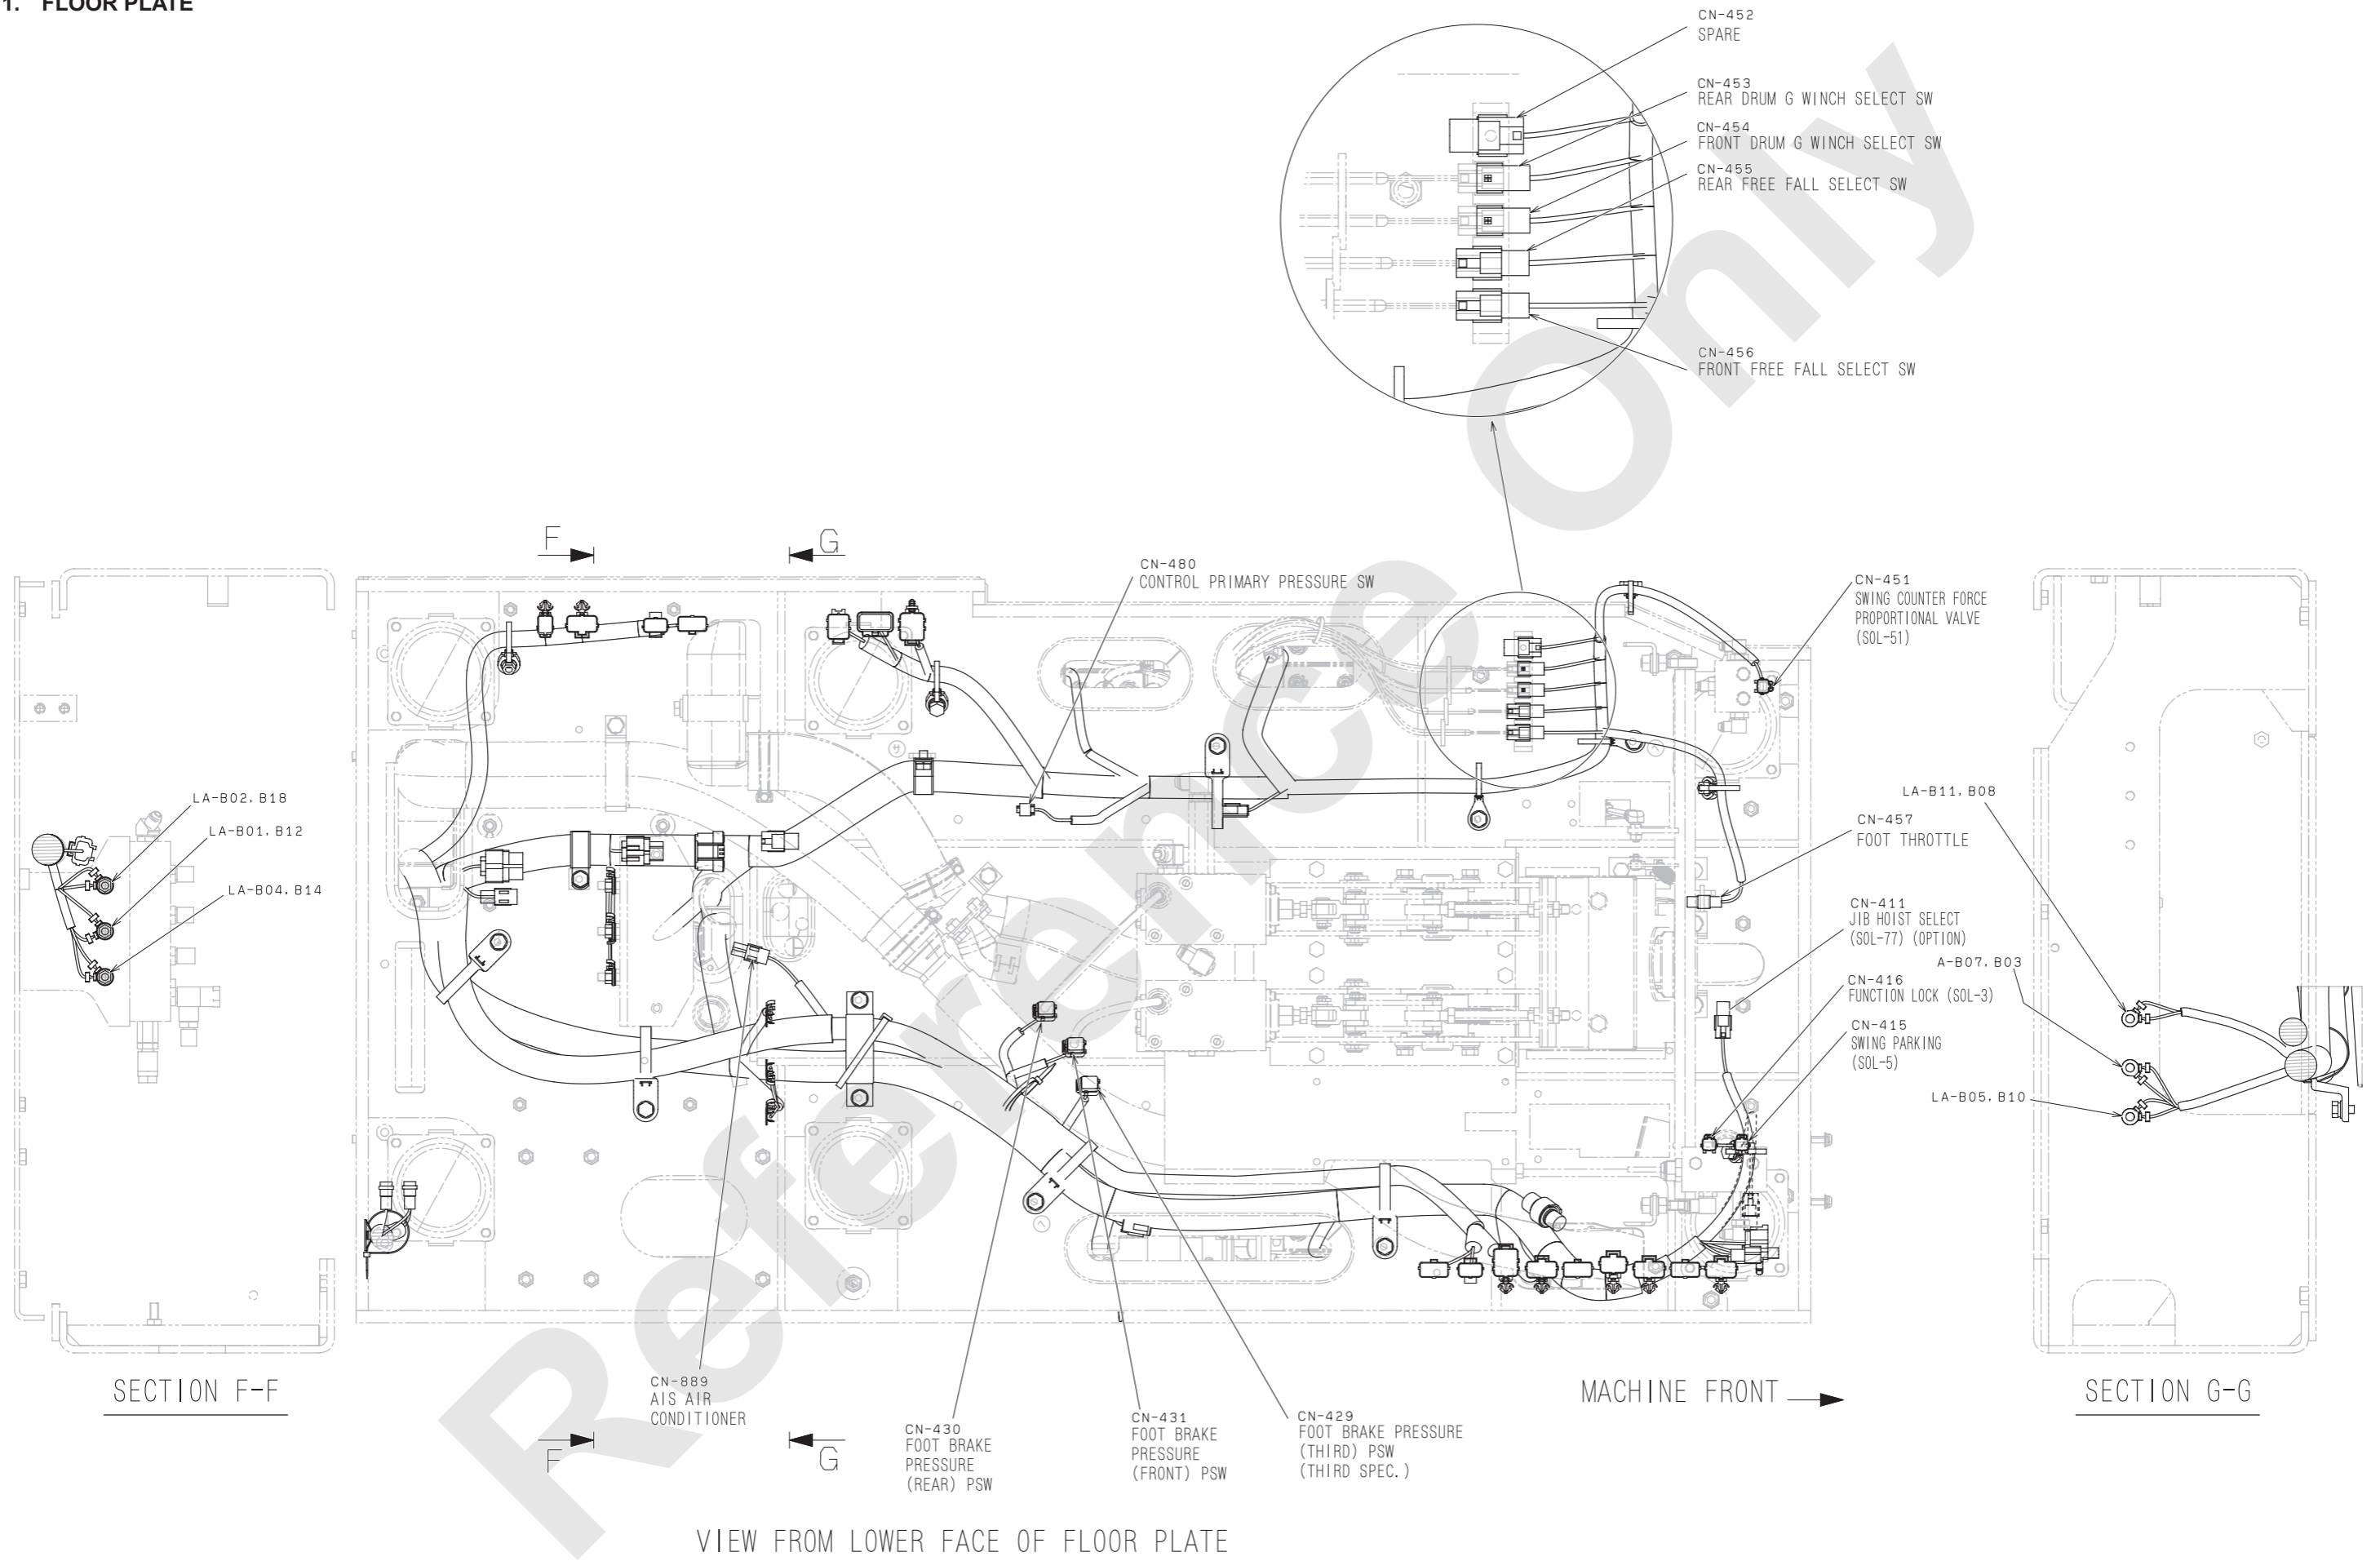 1. FLOOR PLATE
CN-452
SPARE
CN-453
REAR DRUM G WINCH SELECT SW
CN-454
FRONT DRUM G WINCH SELECT SW
CN-455
REAR FREE FALL SELECT SW
CN-456
FRONT FREE FALL SELECT SW
F
G
CN-480
CONTROL PRIMARY PRESSURE SW
CN-451
SWING COUNTER FORCE
PROPORTIONAL VALVE
(SOL-51)
LA-B02, B18
LA-B01, B12
LA-B04, B14
LA-B11, B08
CN-457
FOOT THROTTLE
CN-411
JIB HOIST SELECT
(SOL-77) (OPTION)
A-B07, B03
CN-416
FUNCTION LOCK (SOL-3)
CN-415
SWING PARKING
(SOL-5)
LA-B05, B10
SECTION F-F
CN-889
AIS AIR
CONDITIONER
F
G
CN-430
FOOT BRAKE
PRESSURE
(REAR) PSW
CN-431
FOOT BRAKE
PRESSURE
(FRONT) PSW
CN-429
FOOT BRAKE PRESSURE
(THIRD) PSW
(THIRD SPEC.)
MACHINE FRONT
SECTION G-G
VIEW FROM LOWER FACE OF FLOOR PLATE
Reference Only